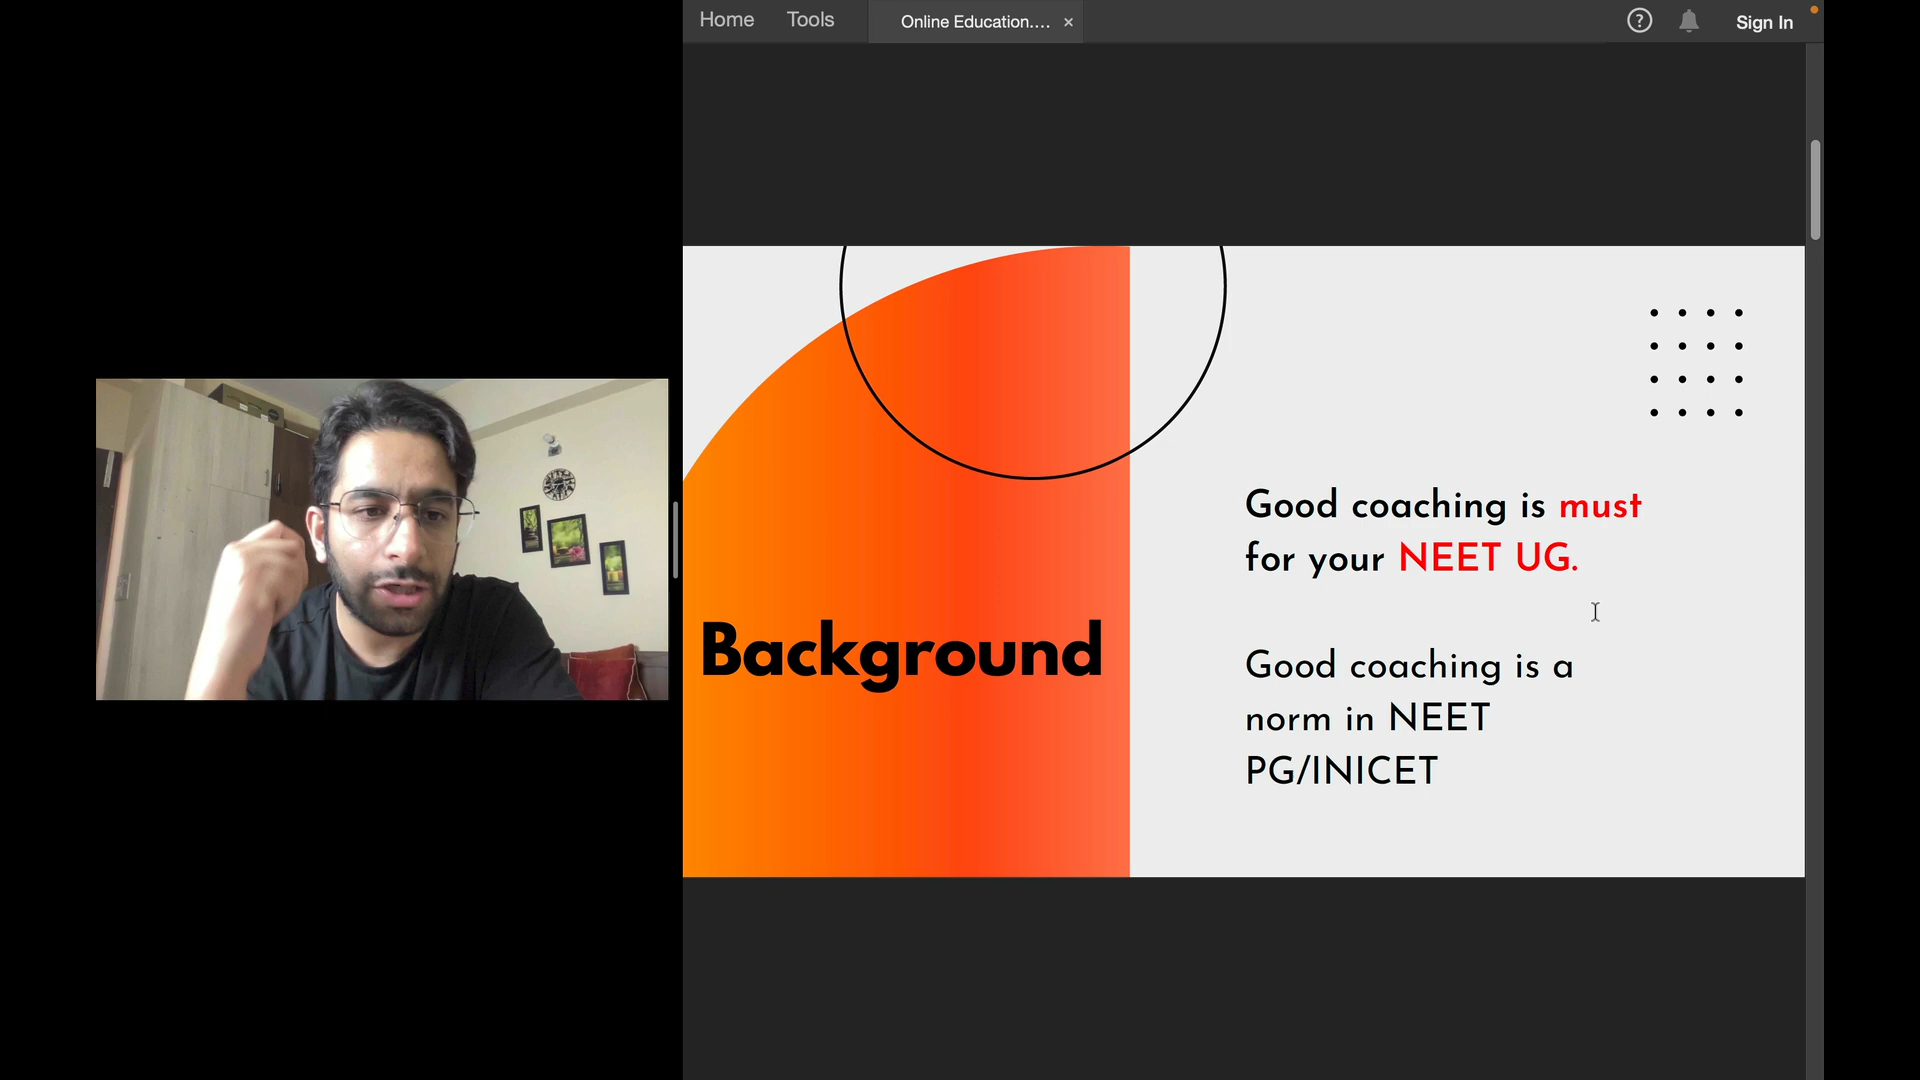 Home Tools Online Education.... × ? Sign In
Good coaching is must
for your NEET UG.
Background
Good coaching is a
norm in NEET
PG/INICET